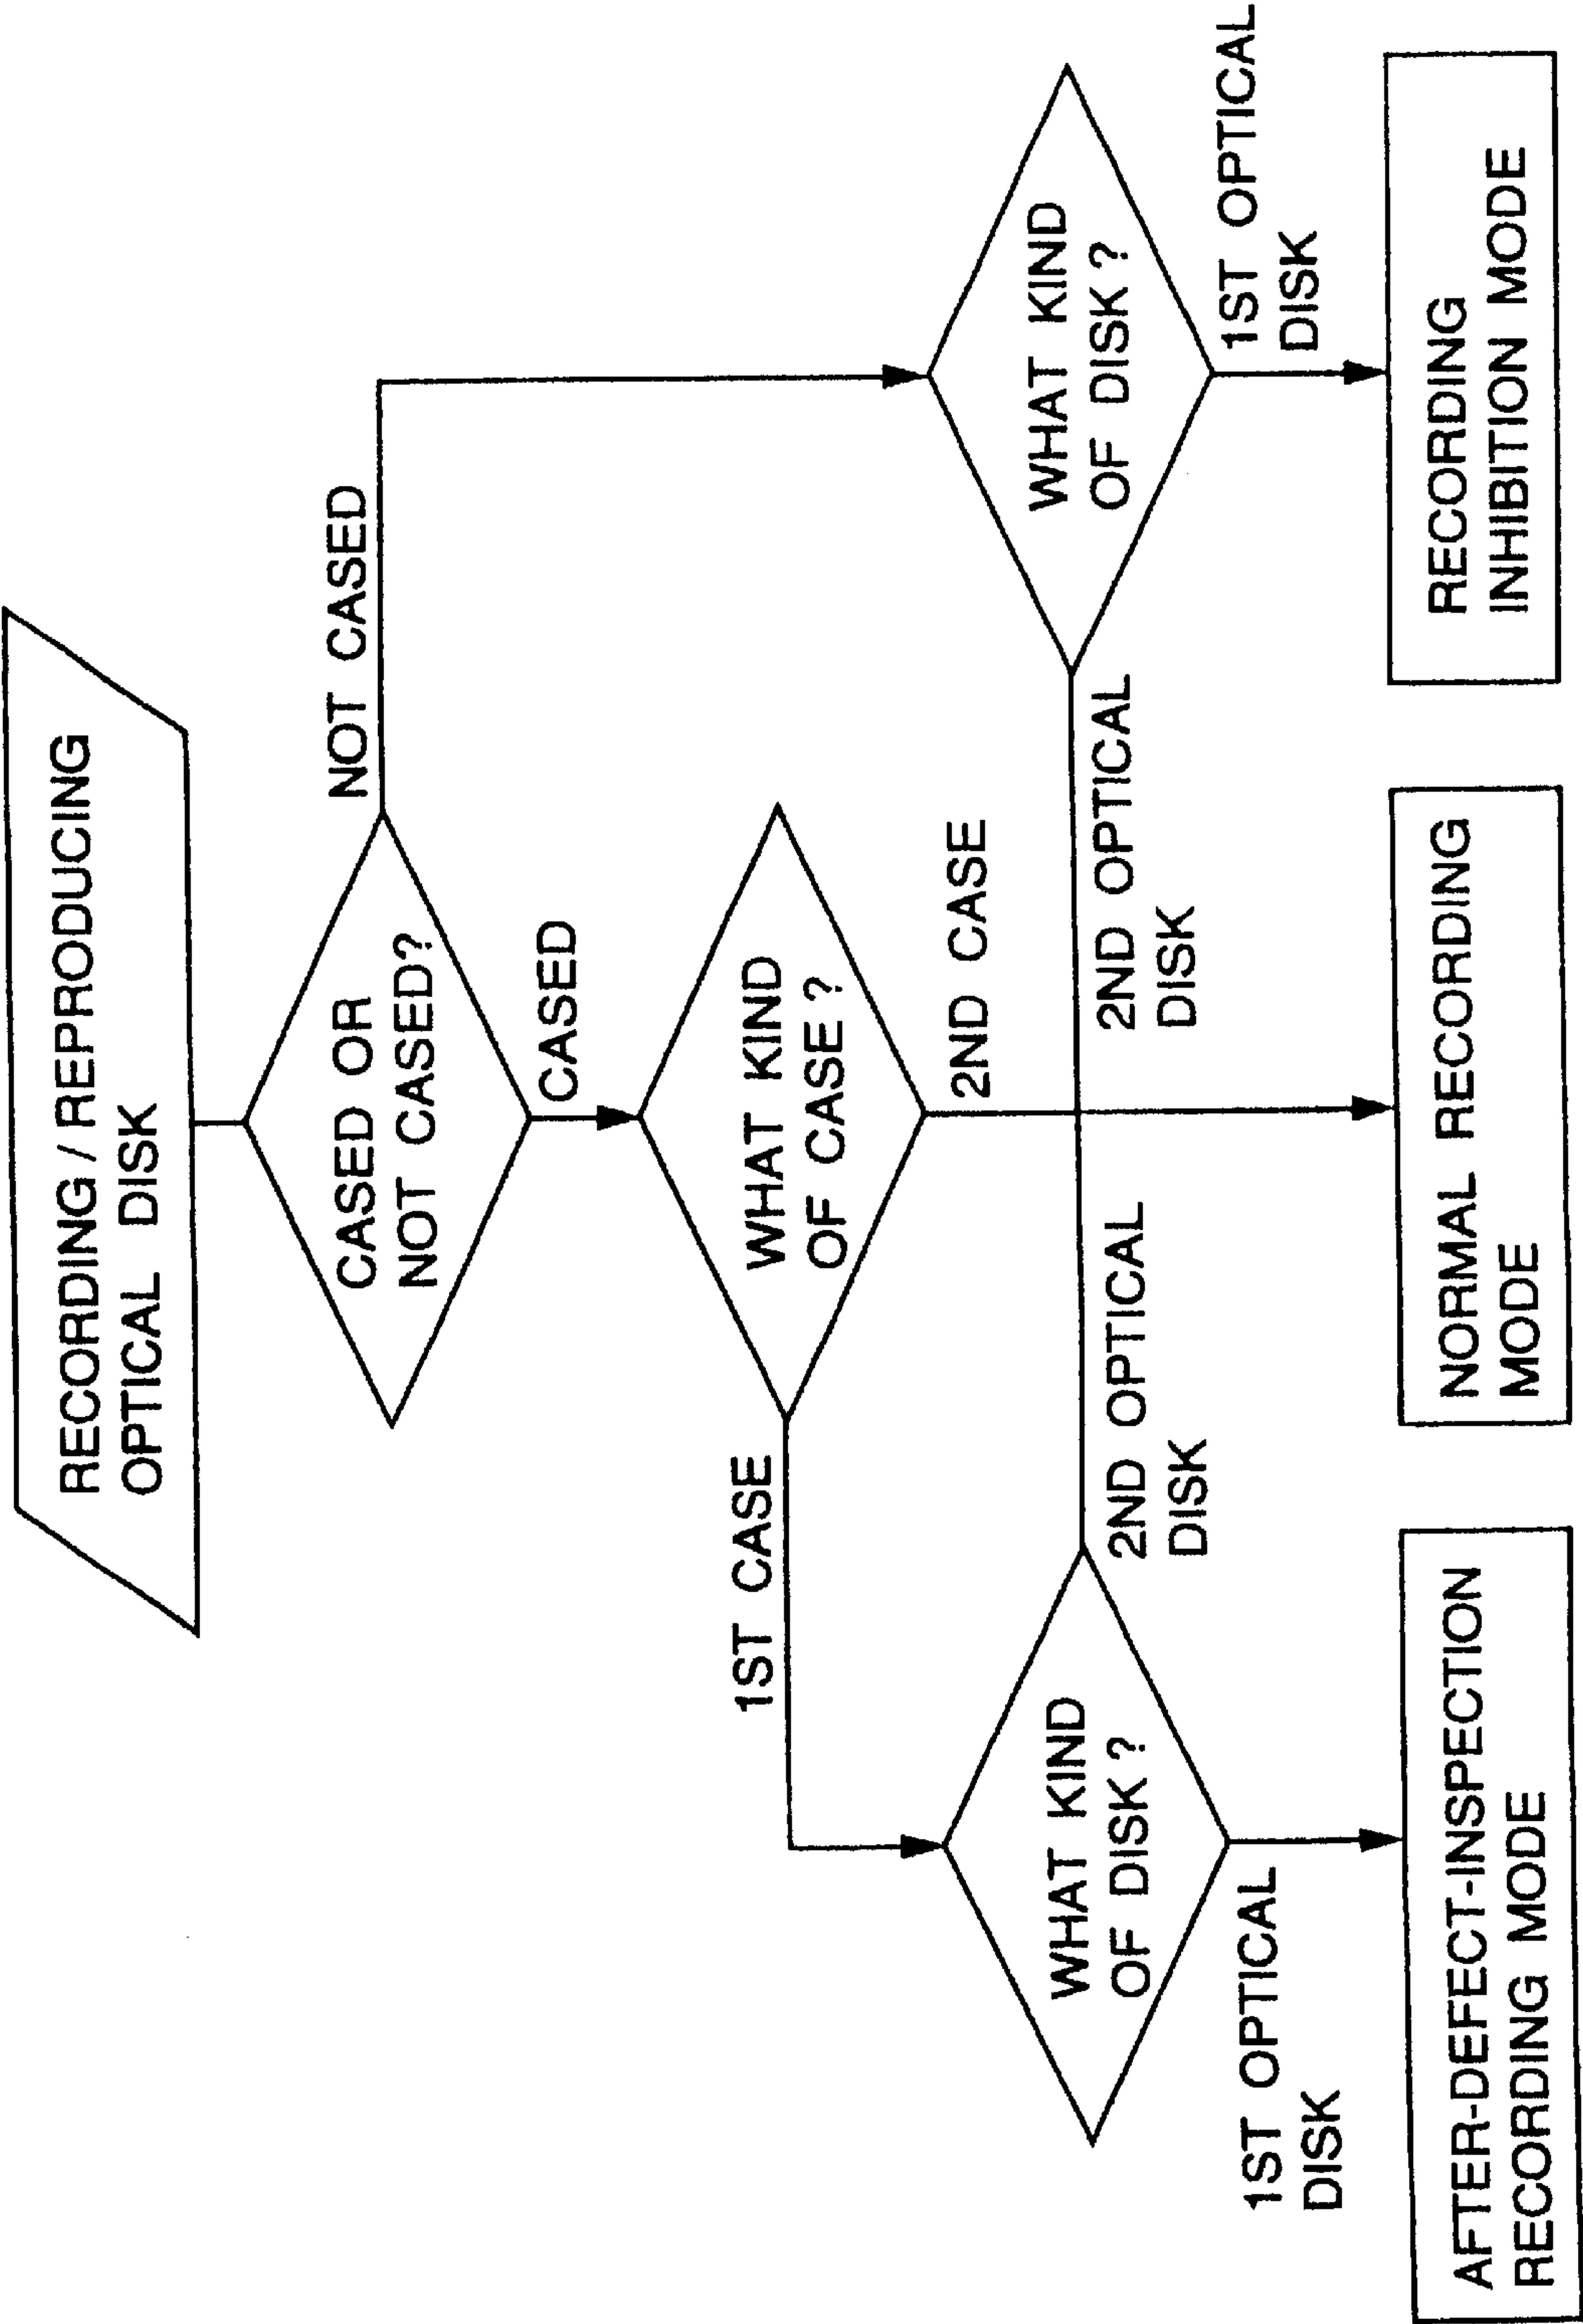 RECORDING / REPRODUCING
OPTICAL DISK
CASED OR
NOT CASED?
NOT CASED
CASED
WHAT KIND
OF CASE ?
1ST CASE
2ND CASE
WHAT KIND
OF DISK ?
2ND OPTICAL
DISK
2ND OPTICAL
DISK
WHAT KIND
OF DISK ?
1ST OPTICAL
DISK
1ST OPTICAL
DISK
AFTER-DEFECT-INSPECTION
RECORDING MODE
NORMAL RECORDING
MODE
RECORDING
INHIBITION MODE